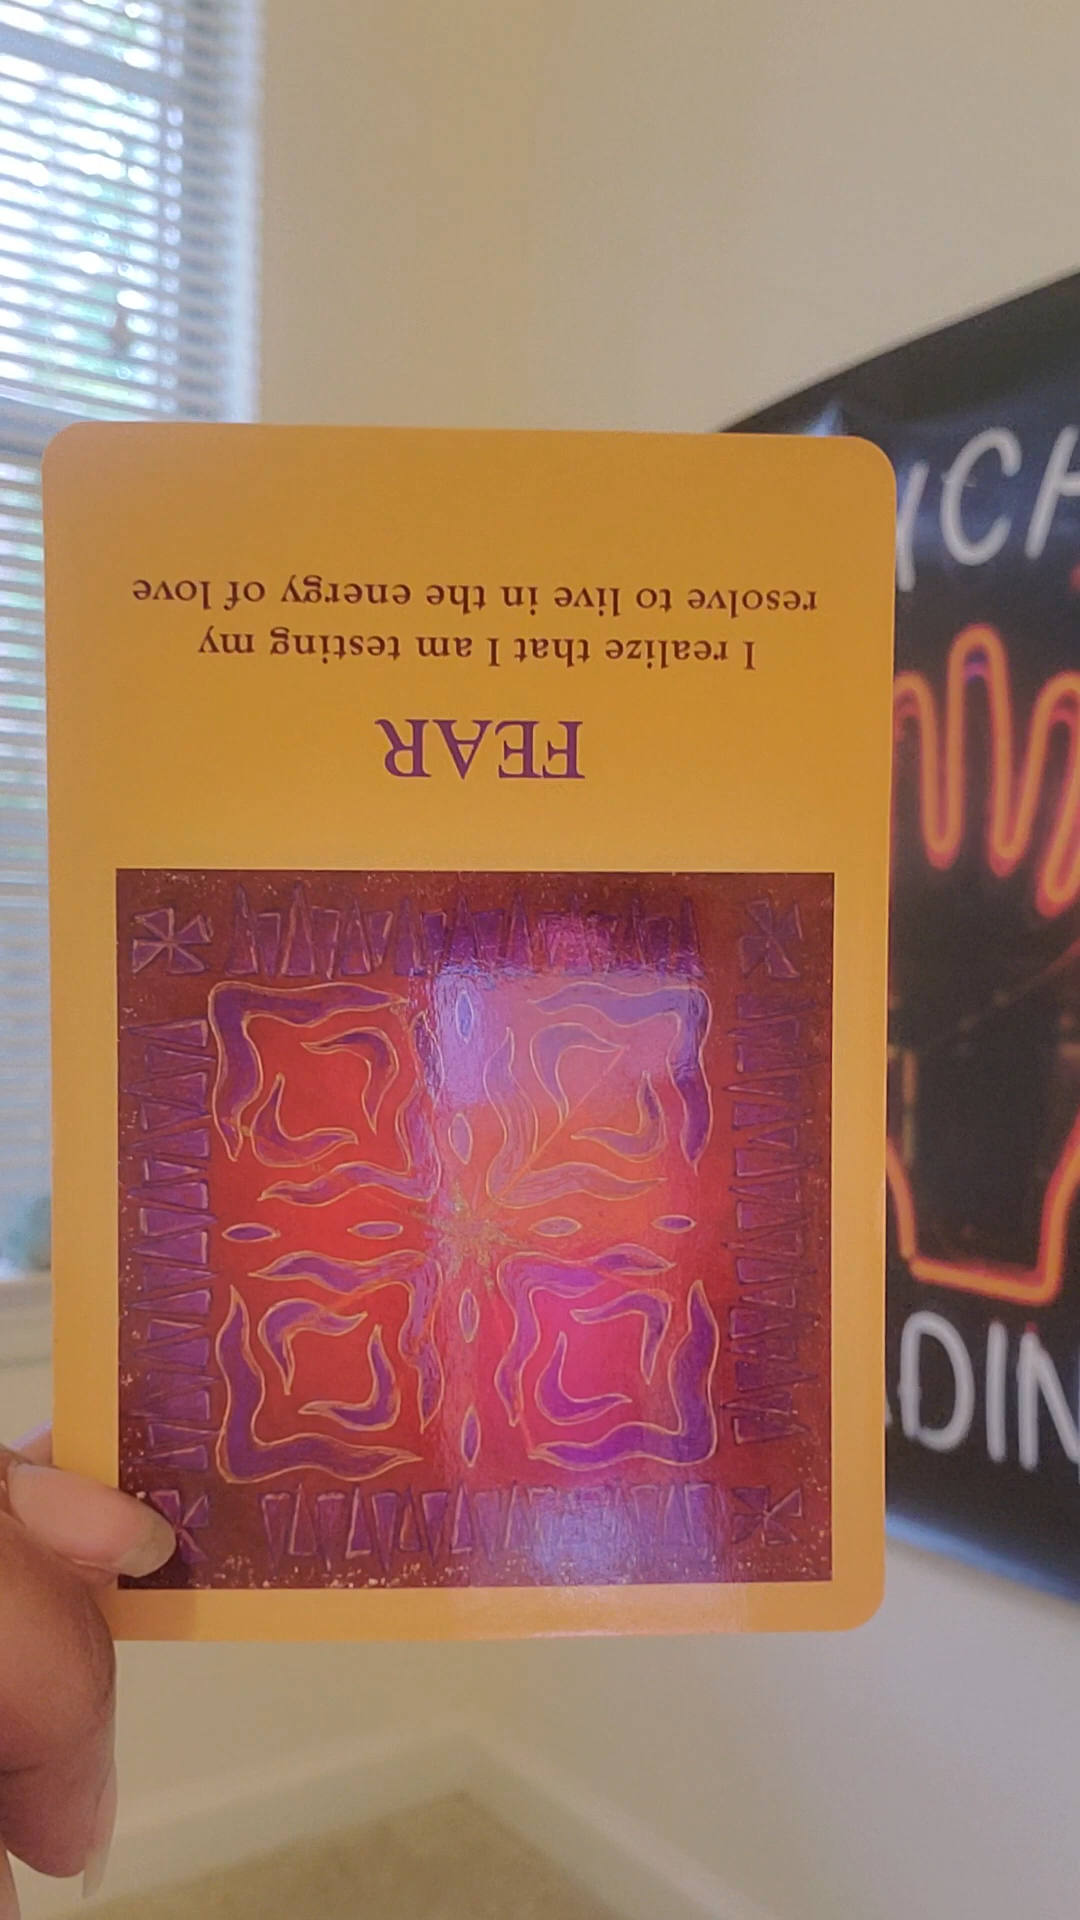 FEAR
I realize that I am testing my
resolve to live in the energy of love